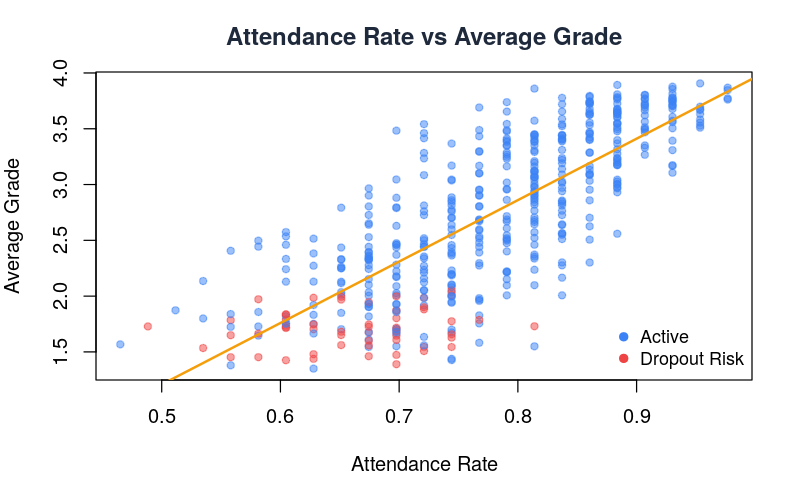 Attendance Rate vs Average Grade
Average Grade
4.0
3.5
3.0
2.5
2.0
1.5
Active
Dropout Risk
0.5 0.6 0.7 0.8 0.9
Attendance Rate